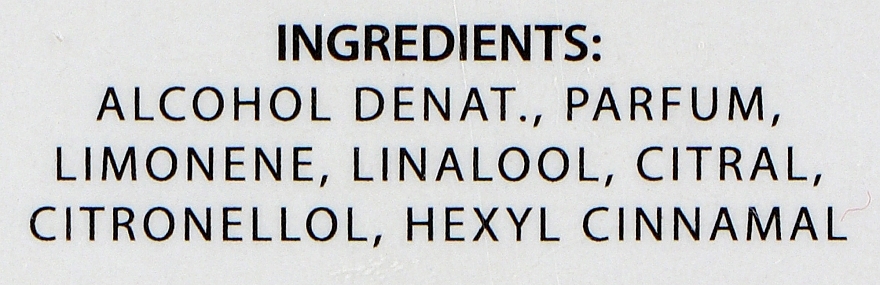 INGREDIENTS:
ALCOHOL DENAT., PARFUM,
LIMONENE, LINALOOL, CITRAL,
CITRONELLOL, HEXYL CINNAMAL